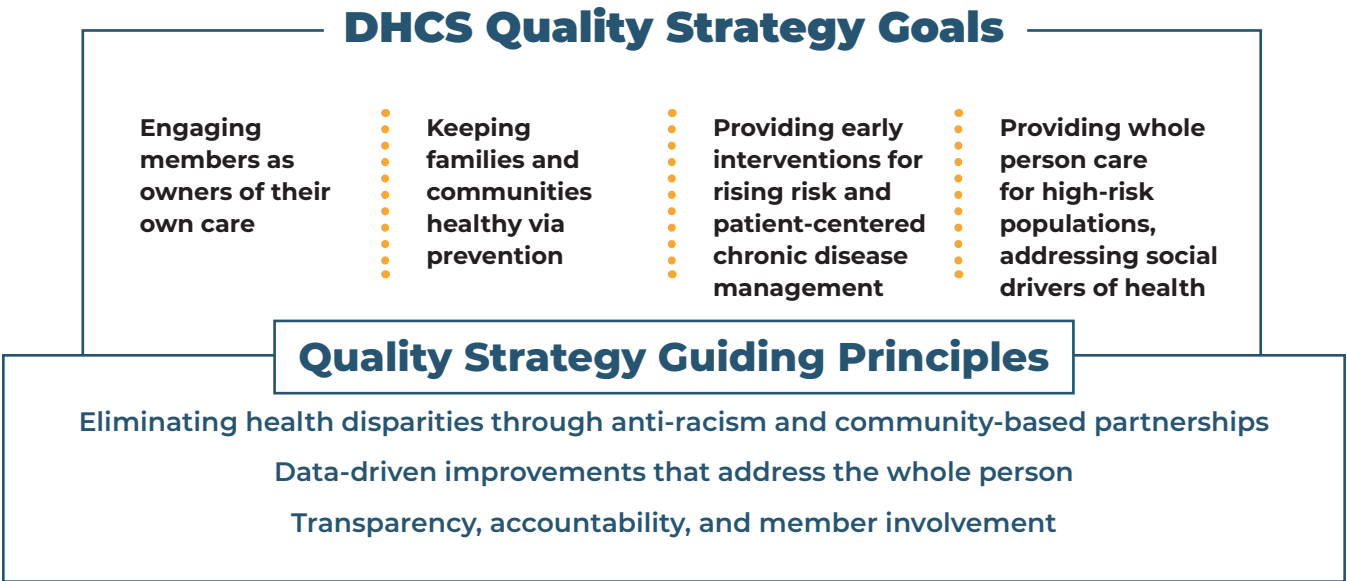 DHCS Quality Strategy Goals
Engaging
members as
owners of their
own care
Keeping
families and
communities
healthy via
prevention
Providing early
interventions for
rising risk and
patient-centered
chronic disease
management
Providing whole
person care
for high-risk
populations,
addressing social
drivers of health
Quality Strategy Guiding Principles
Eliminating health disparities through anti-racism and community-based partnerships
Data-driven improvements that address the whole person
Transparency, accountability, and member involvement